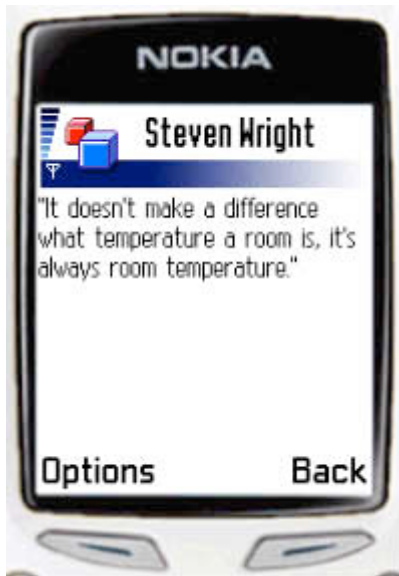 NOKIA
Steven Wright
"It doesn't make a difference
what temperature a room is, it's
always room temperature."
Options Back